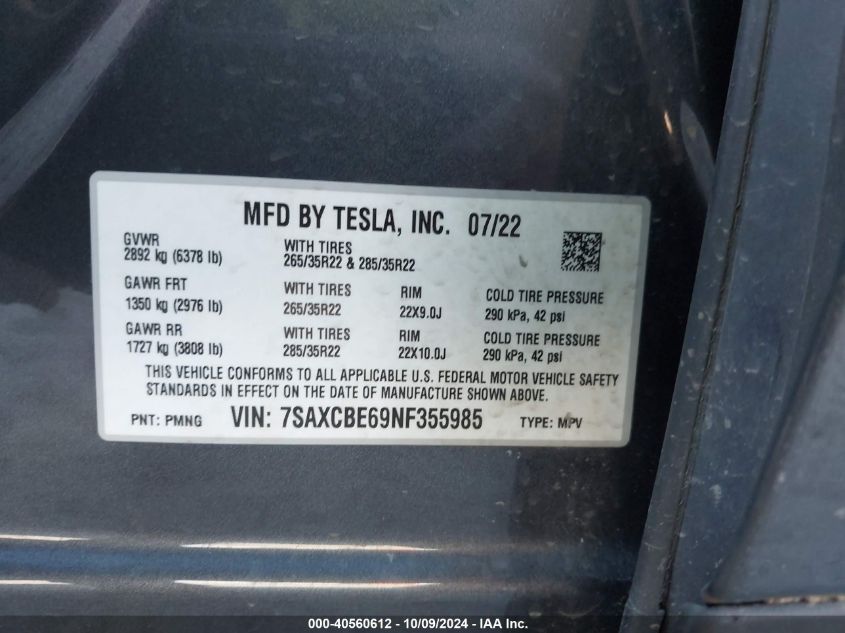 MFD BY TESLA, INC. 07/22
GVWR
2892 kg (6378 lb)
WITH TIRES
265/35R22 & 285/35R22
GAWR FRT
1350 kg (2976 lb)
WITH TIRES
265/35R22
RIM
22X9.0J
COLD TIRE PRESSURE
290 kPa, 42 psi
GAWR RR
1727 kg (3808 lb)
WITH TIRES
285/35R22
RIM
22X10.0J
COLD TIRE PRESSURE
290 kPa, 42 psi
THIS VEHICLE CONFORMS TO ALL APPLICABLE U.S. FEDERAL MOTOR VEHICLE SAFETY
STANDARDS IN EFFECT ON THE DATE OF MANUFACTURE SHOWN ABOVE.
PNT: PMNG VIN: 7SAXCBE69NF355985 TYPE: MPV
000-40560612 - 10/09/2024 - IAA Inc.